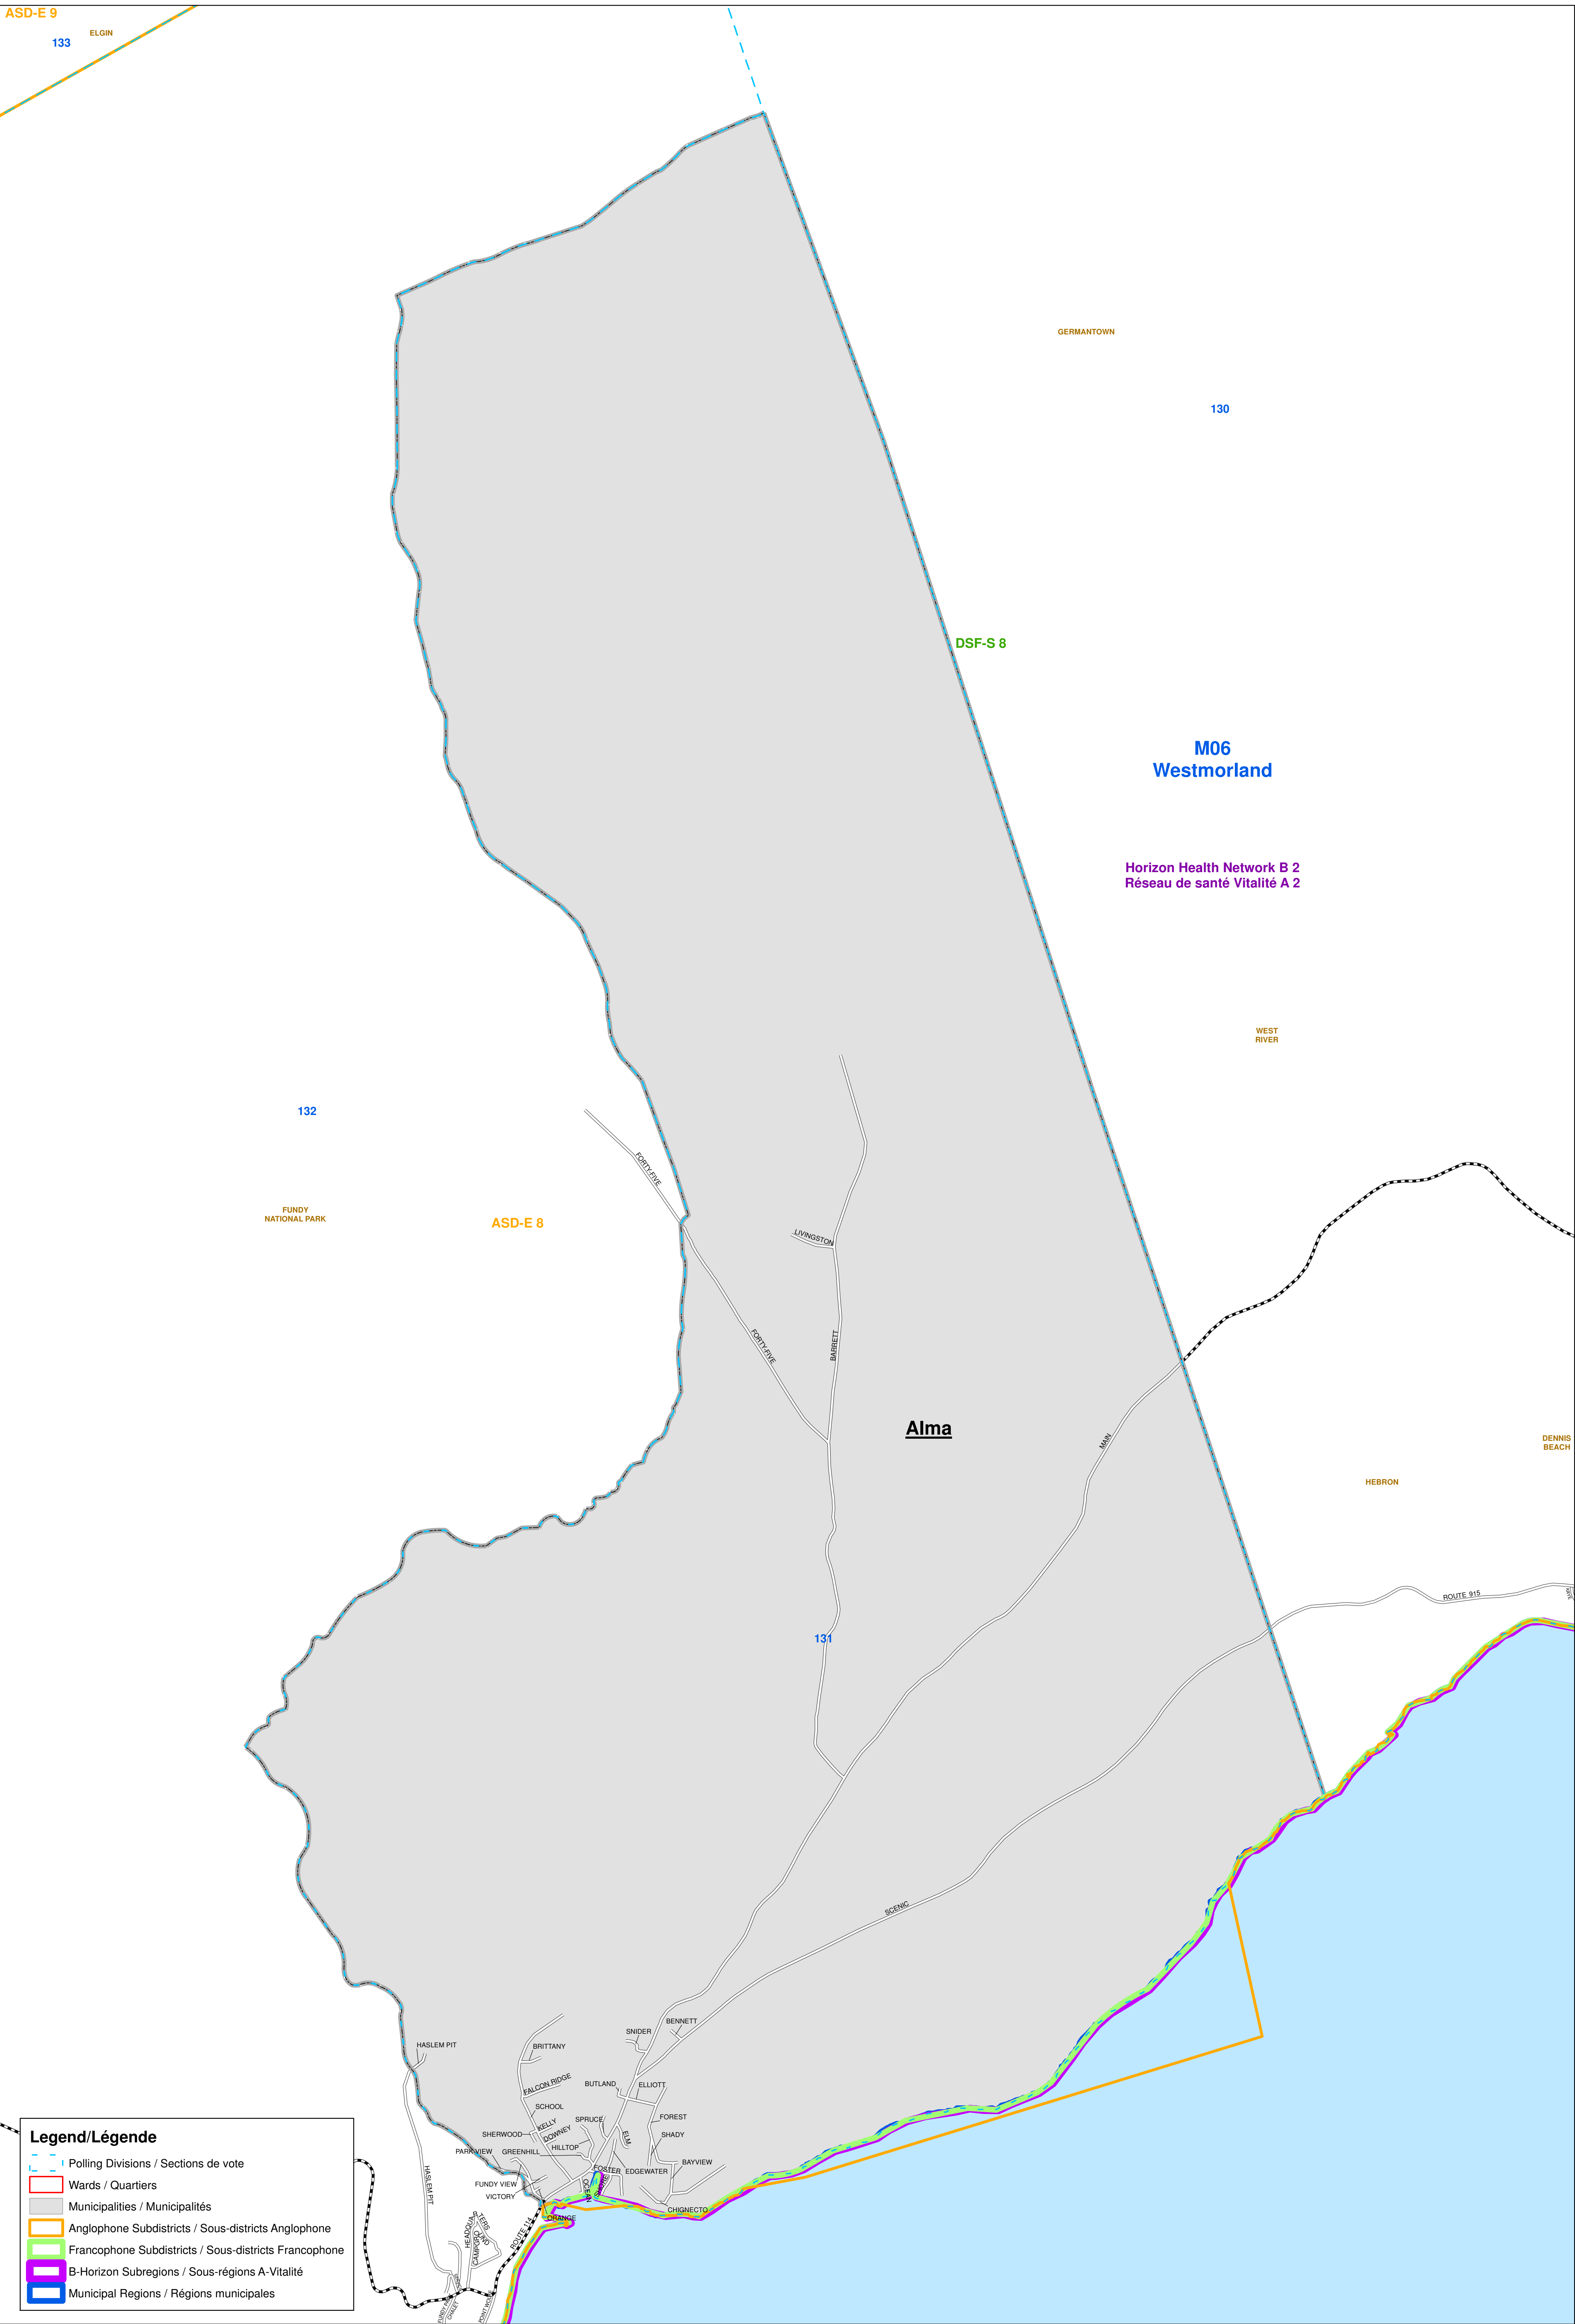 ASD-E 9
ELGIN
133
GERMANTOWN
130
DSF-S 8
M06
Westmorland
Horizon Health Network B 2
Réseau de santé Vitalité A 2
WEST
RIVER
132
FORTY-FIVE
FUNDY
NATIONAL PARK
ASD-E 8
LIVINGSTON
FORTY-FIVE
BARRETT
Alma
MAIN
DENNIS
BEACH
HEBRON
ROUTE 915
131
SCENIC
BENNETT
SNIDER
HASLEM PIT
BRITTANY
FALCON RIDGE
BUTLAND
ELLIOTT
SCHOOL
SPRUCE
FOREST
KELLY
SHERWOOD
DOWNEY
ELM
SHADY
HILLTOP
PARK VIEW
GREENHILL
BAYVIEW
FOSTER
EDGEWATER
FUNDY VIEW
OCEAN
VICTORY
CHIGNECTO
ORANGE
HASLEM PIT
HEADQUARTERS
CAMPGROUND
ROUTE 114
CHALET
Legend/Légende
Polling Divisions / Sections de vote
Wards / Quartiers
Municipalities / Municipalités
Anglophone Subdistricts / Sous-districts Anglophone
Francophone Subdistricts / Sous-districts Francophone
B-Horizon Subregions / Sous-régions A-Vitalité
Municipal Regions / Régions municipales